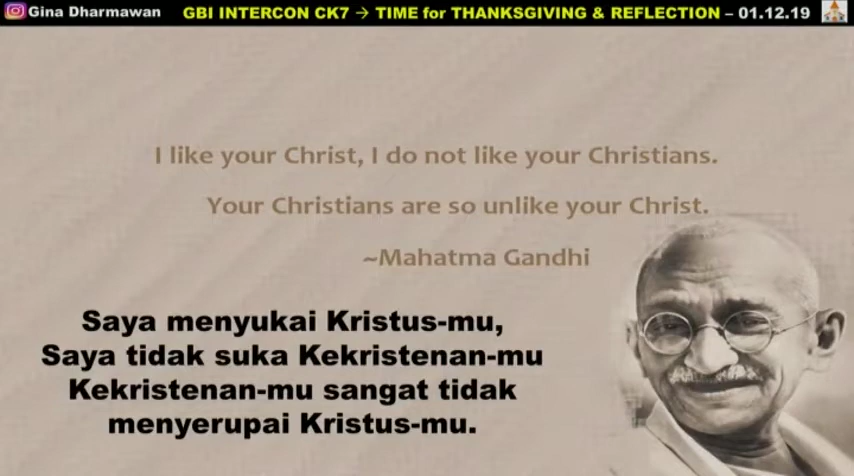 Gina Dharmawan GBI INTERCON CK7 → TIME for THANKSGIVING & REFLECTION – 01.12.19
I like your Christ, I do not like your Christians.
Your Christians are so unlike your Christ.
~Mahatma Gandhi
Saya menyukai Kristus-mu,
Saya tidak suka Kekristenan-mu
Kekristenan-mu sangat tidak
menyerupai Kristus-mu.